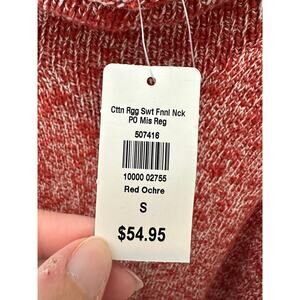 Cttn Rgg Swt Fnnl Nck
PO Mis Reg
507416
10000 02755
Red Ochre
S
$54.95